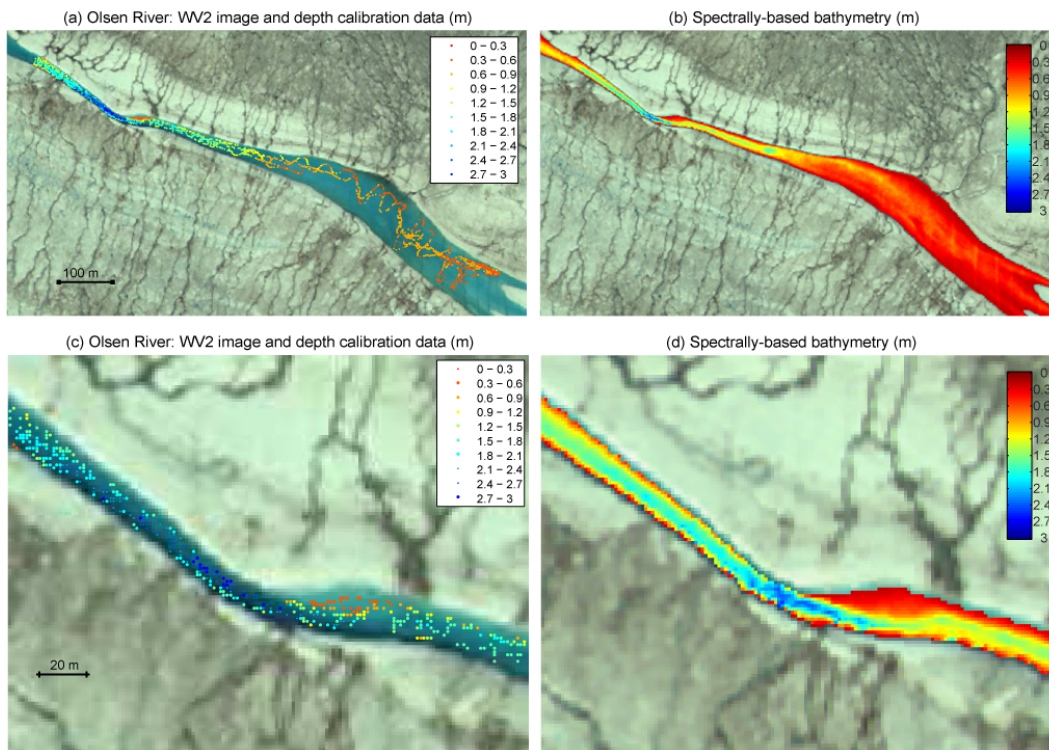 (a) Olsen River: WV2 image and depth calibration data (m)
0 – 0.3
0.3 – 0.6
0.6 – 0.9
0.9 – 1.2
1.2 – 1.5
1.5 – 1.8
1.8 – 2.1
2.1 – 2.4
2.4 – 2.7
2.7 – 3
100 m
(b) Spectrally-based bathymetry (m)
0
0.3
0.6
0.9
1.2
1.5
1.8
2.1
2.4
2.7
3
(c) Olsen River: WV2 image and depth calibration data (m)
0 – 0.3
0.3 – 0.6
0.6 – 0.9
0.9 – 1.2
1.2 – 1.5
1.5 – 1.8
1.8 – 2.1
2.1 – 2.4
2.4 – 2.7
2.7 – 3
20 m
(d) Spectrally-based bathymetry (m)
0
0.3
0.6
0.9
1.2
1.5
1.8
2.1
2.4
2.7
3